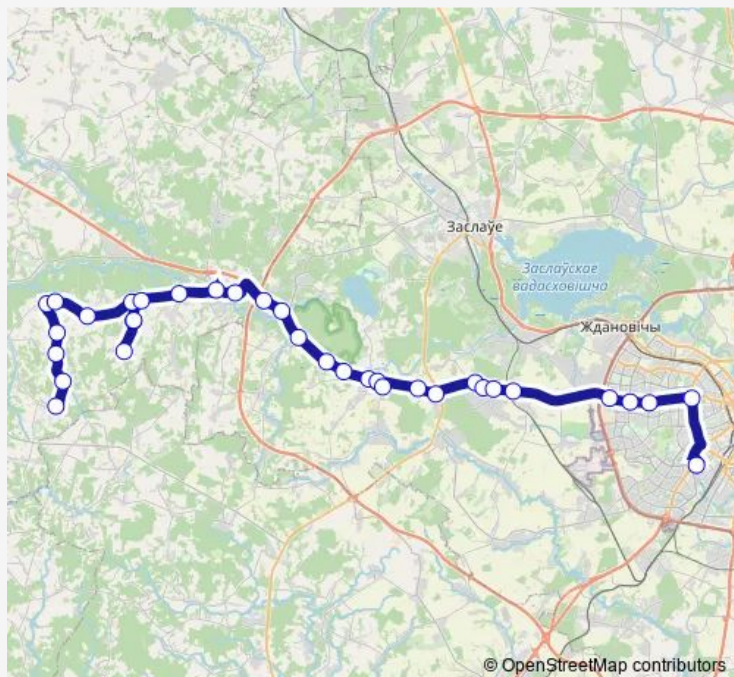 Заслаўе
Заслаўскае
вадасховішча
Ждановічы
© OpenStreetMap contributors